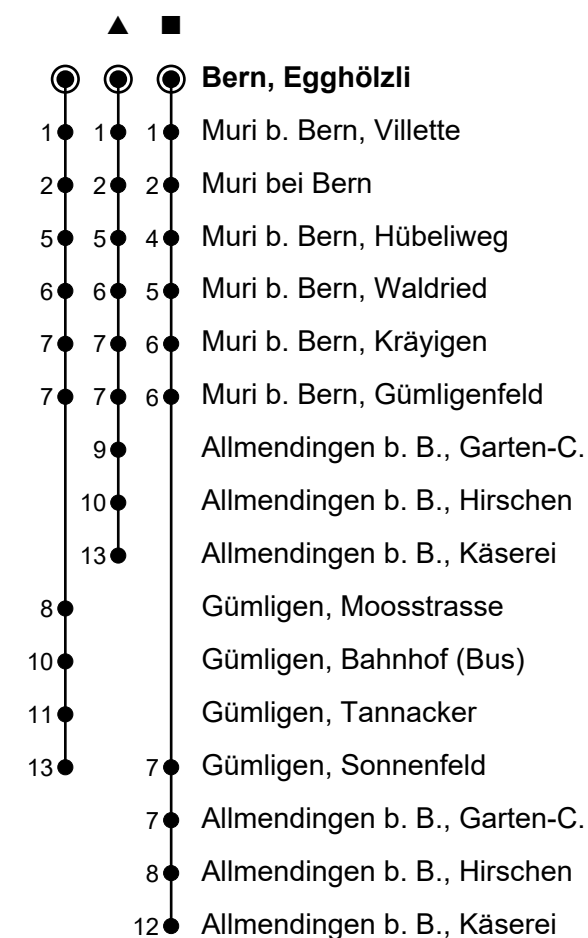 ▲ ■
Bern, Egghölzli
1 1 1 Muri b. Bern, Villette
2 2 2 Muri bei Bern
5 5 4 Muri b. Bern, Hübeliweg
6 6 5 Muri b. Bern, Waldried
7 7 6 Muri b. Bern, Kräyigen
7 7 6 Muri b. Bern, Gümligenfeld
9 Allmendingen b. B., Garten-C.
10 Allmendingen b. B., Hirschen
13 Allmendingen b. B., Käserei
8 Gümligen, Moosstrasse
10 Gümligen, Bahnhof (Bus)
11 Gümligen, Tannacker
13 7 Gümligen, Sonnenfeld
7 Allmendingen b. B., Garten-C.
8 Allmendingen b. B., Hirschen
12 Allmendingen b. B., Käserei